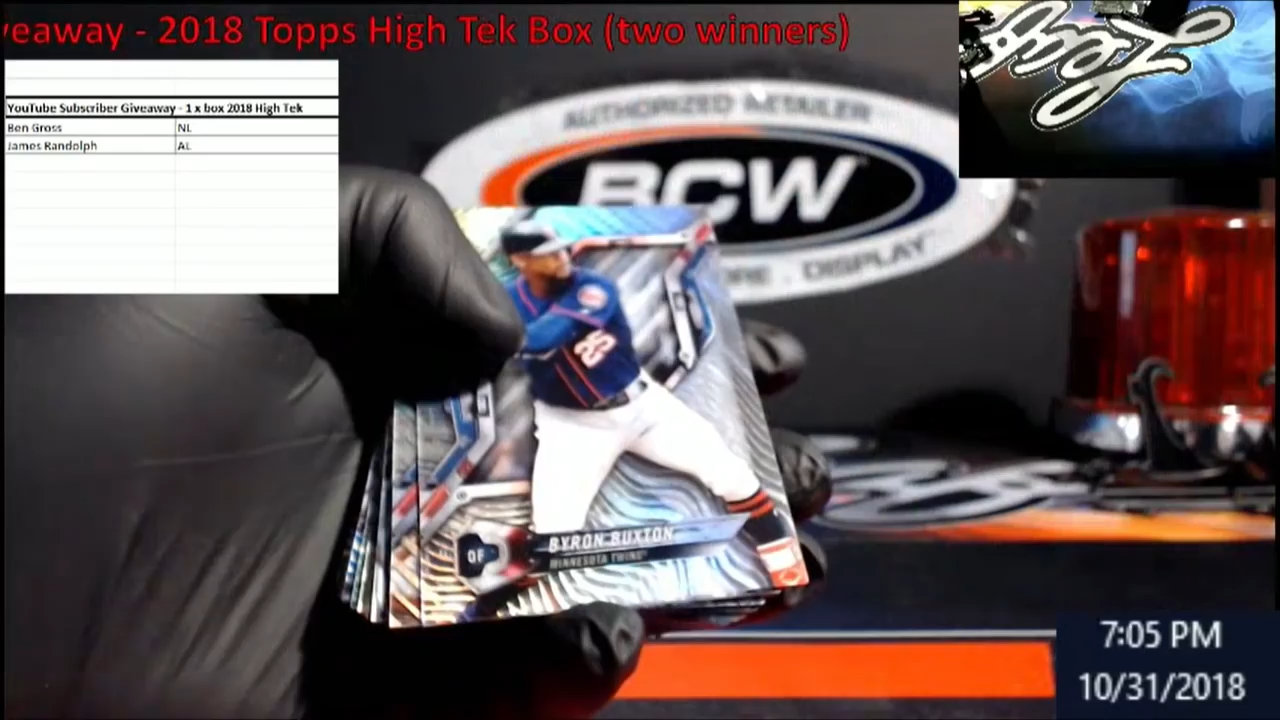 veaway - 2018 Topps High Tek Box (two winners)
YouTube Subscriber Giveaway - 1 x box 2018 High Tek
Ben Gross NL
James Randolph AL
AUTHORIZED RETAILER
BCW
DISPLAY
22
OF
BYRON BUXTON
MINNESOTA TWINS
7:05 PM
10/31/2018